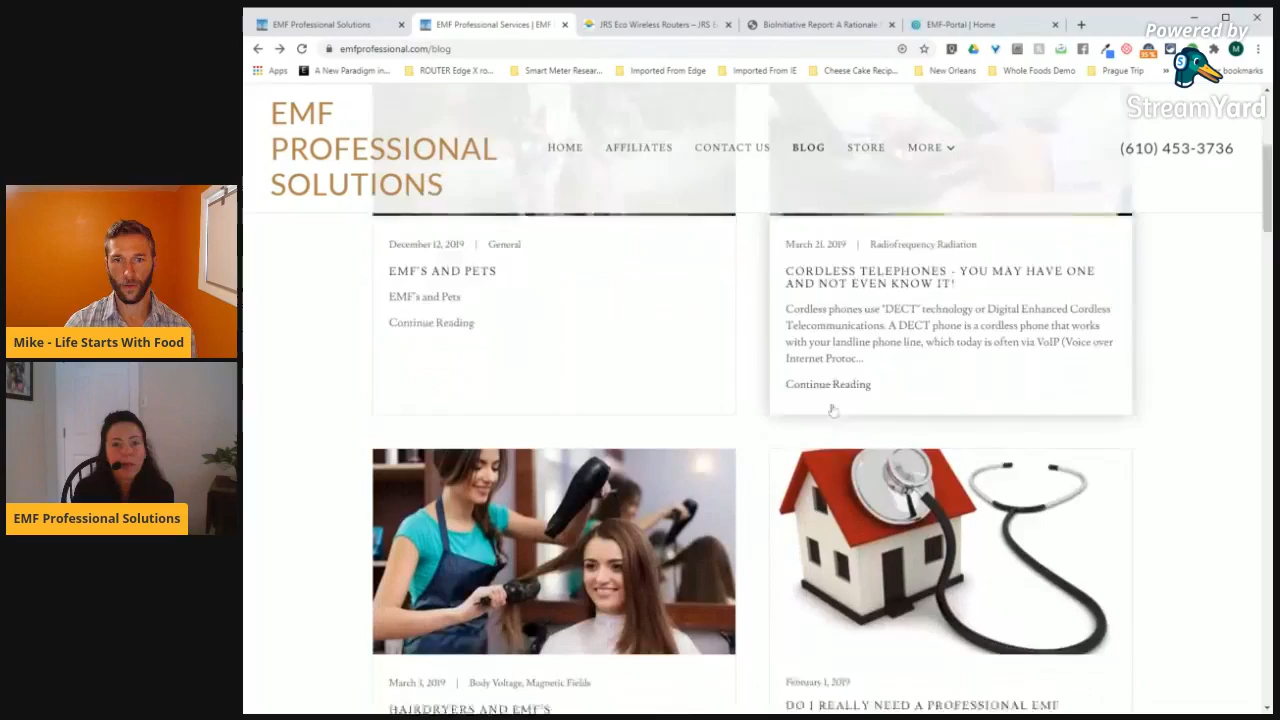 EMF Professional Solutions
EMF Professional Services | EMF
JRS Eco Wireless Routers – JRS E
BioInitiative Report: A Rationale
EMF-Portal | Home
emfprofessional.com/blog
Apps
A New Paradigm in...
ROUTER Edge X ro...
Smart Meter Resear...
Imported From Edge
Imported From IE
Cheese Cake Recip...
New Orleans
Whole Foods Demo
Prague Trip
bookmarks
Powered by
StreamYard
EMF
PROFESSIONAL
SOLUTIONS
HOME
AFFILIATES
CONTACT US
BLOG
STORE
MORE
(610) 453-3736
December 12, 2019 | General
EMF'S AND PETS
EMF's and Pets
Continue Reading
March 21, 2019 | Radiofrequency Radiation
CORDLESS TELEPHONES - YOU MAY HAVE ONE
AND NOT EVEN KNOW IT!
Cordless phones use "DECT" technology or Digital Enhanced Cordless
Telecommunications. A DECT phone is a cordless phone that works
with your landline phone line, which today is often via VoIP (Voice over
Internet Protoc...
Continue Reading
March 3, 2019 | Body Voltage, Magnetic Fields
HAIRDRYERS AND EMF'S
February 1, 2019
DO I REALLY NEED A PROFESSIONAL EMF
Mike - Life Starts With Food
EMF Professional Solutions